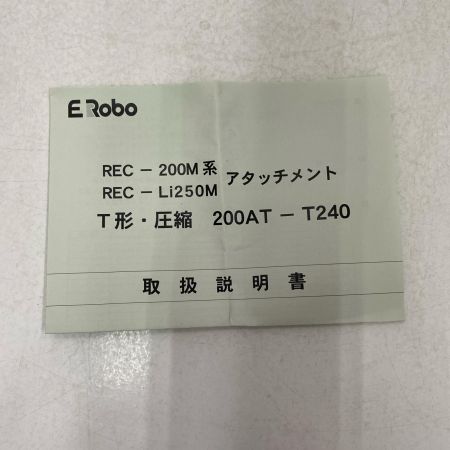 E Robo
REC－200M系
REC－Li250M
アタッチメント
T形・圧縮 200AT－T240
取扱説明書